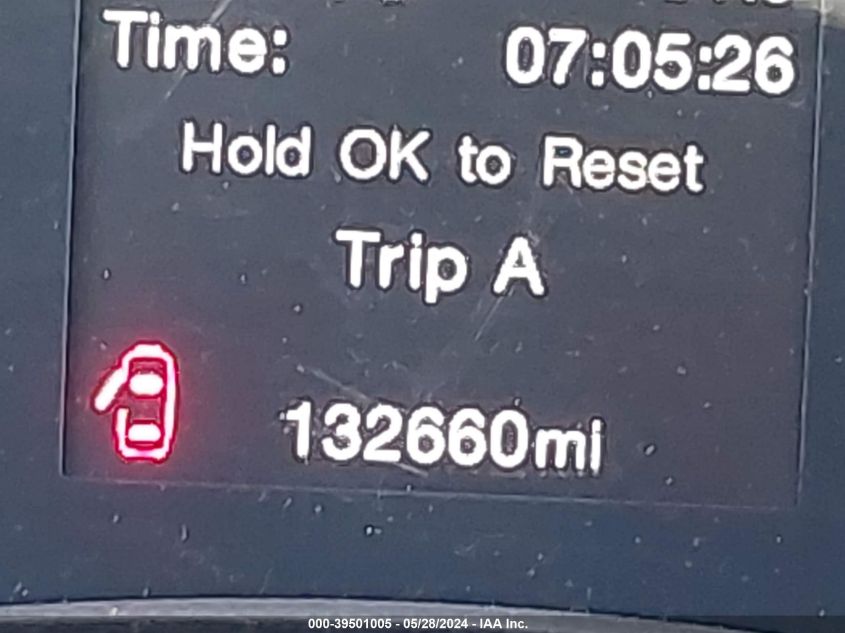 Time: 07:05:26
Hold OK to Reset
Trip A
132660mi
000-39501005 - 05/28/2024 - IAA Inc.